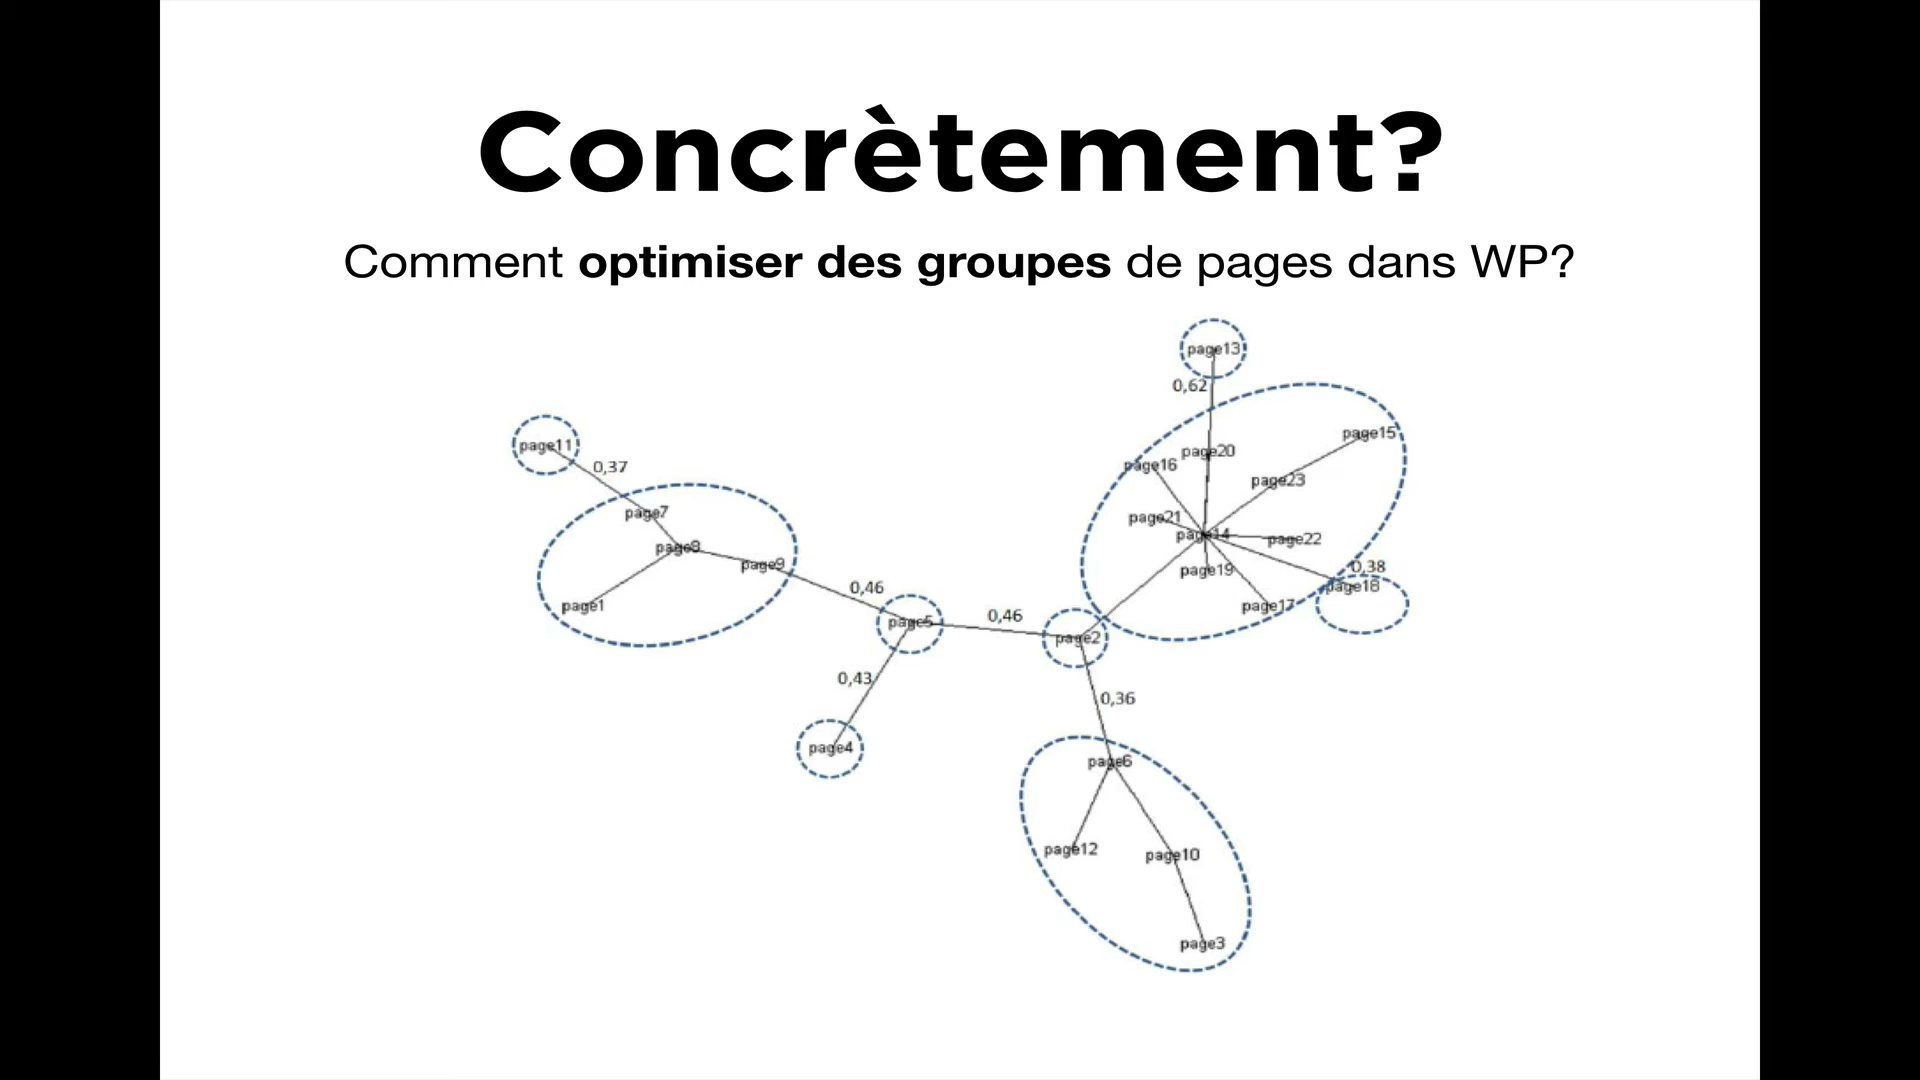 Concrètement?
Comment optimiser des groupes de pages dans WP?
page13
0,62
page15
page11
page20
page16
0,37
page23
page7
page21
page14
page22
page8
page9
0,38
page19
page18
0,46
page1
page17
0,46
page5
page2
0,43
0,36
page4
page6
page12
page10
page3